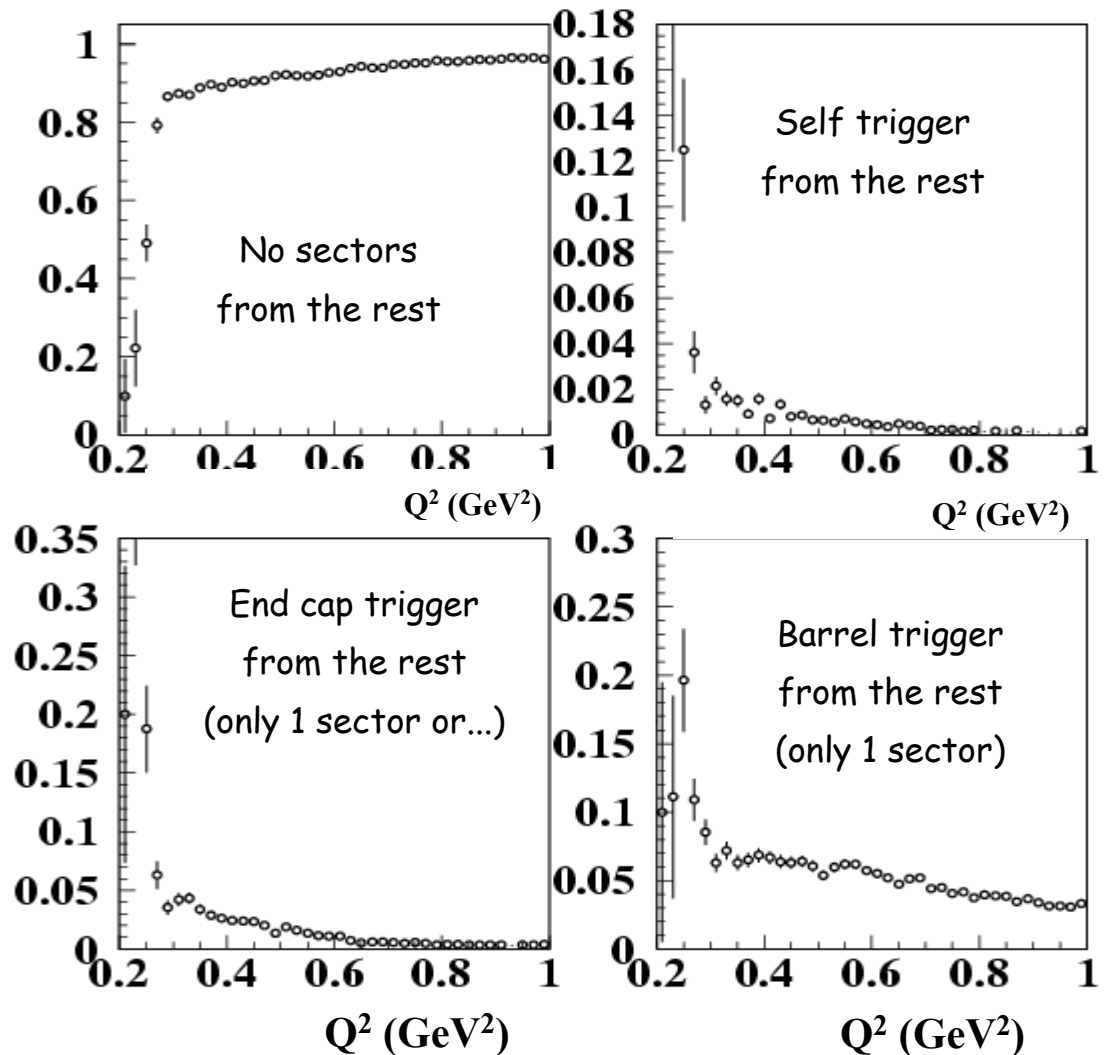 1
0.8
0.6
0.4
0.2
0
0.2 0.4 0.6 0.8 1
No sectors
from the rest
Q² (GeV²)
0.18
0.16
0.14
0.12
0.1
0.08
0.06
0.04
0.02
0
0.2 0.4 0.6 0.8 1
Self trigger
from the rest
Q² (GeV²)
0.35
0.3
0.25
0.2
0.15
0.1
0.05
0
0.2 0.4 0.6 0.8 1
End cap trigger
from the rest
(only 1 sector or...)
Q² (GeV²)
0.3
0.25
0.2
0.15
0.1
0.05
0
0.2 0.4 0.6 0.8 1
Barrel trigger
from the rest
(only 1 sector)
Q² (GeV²)